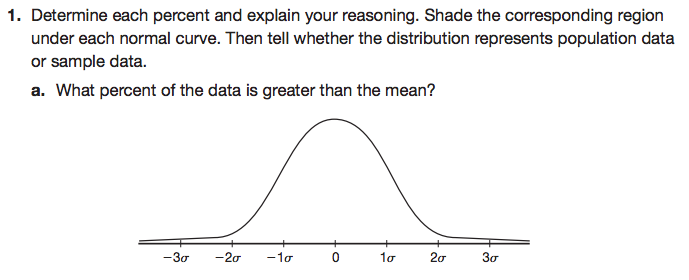 1. Determine each percent and explain your reasoning. Shade the corresponding region
under each normal curve. Then tell whether the distribution represents population data
or sample data.
a. What percent of the data is greater than the mean?
−3σ −2σ −1σ 0 1σ 2σ 3σ